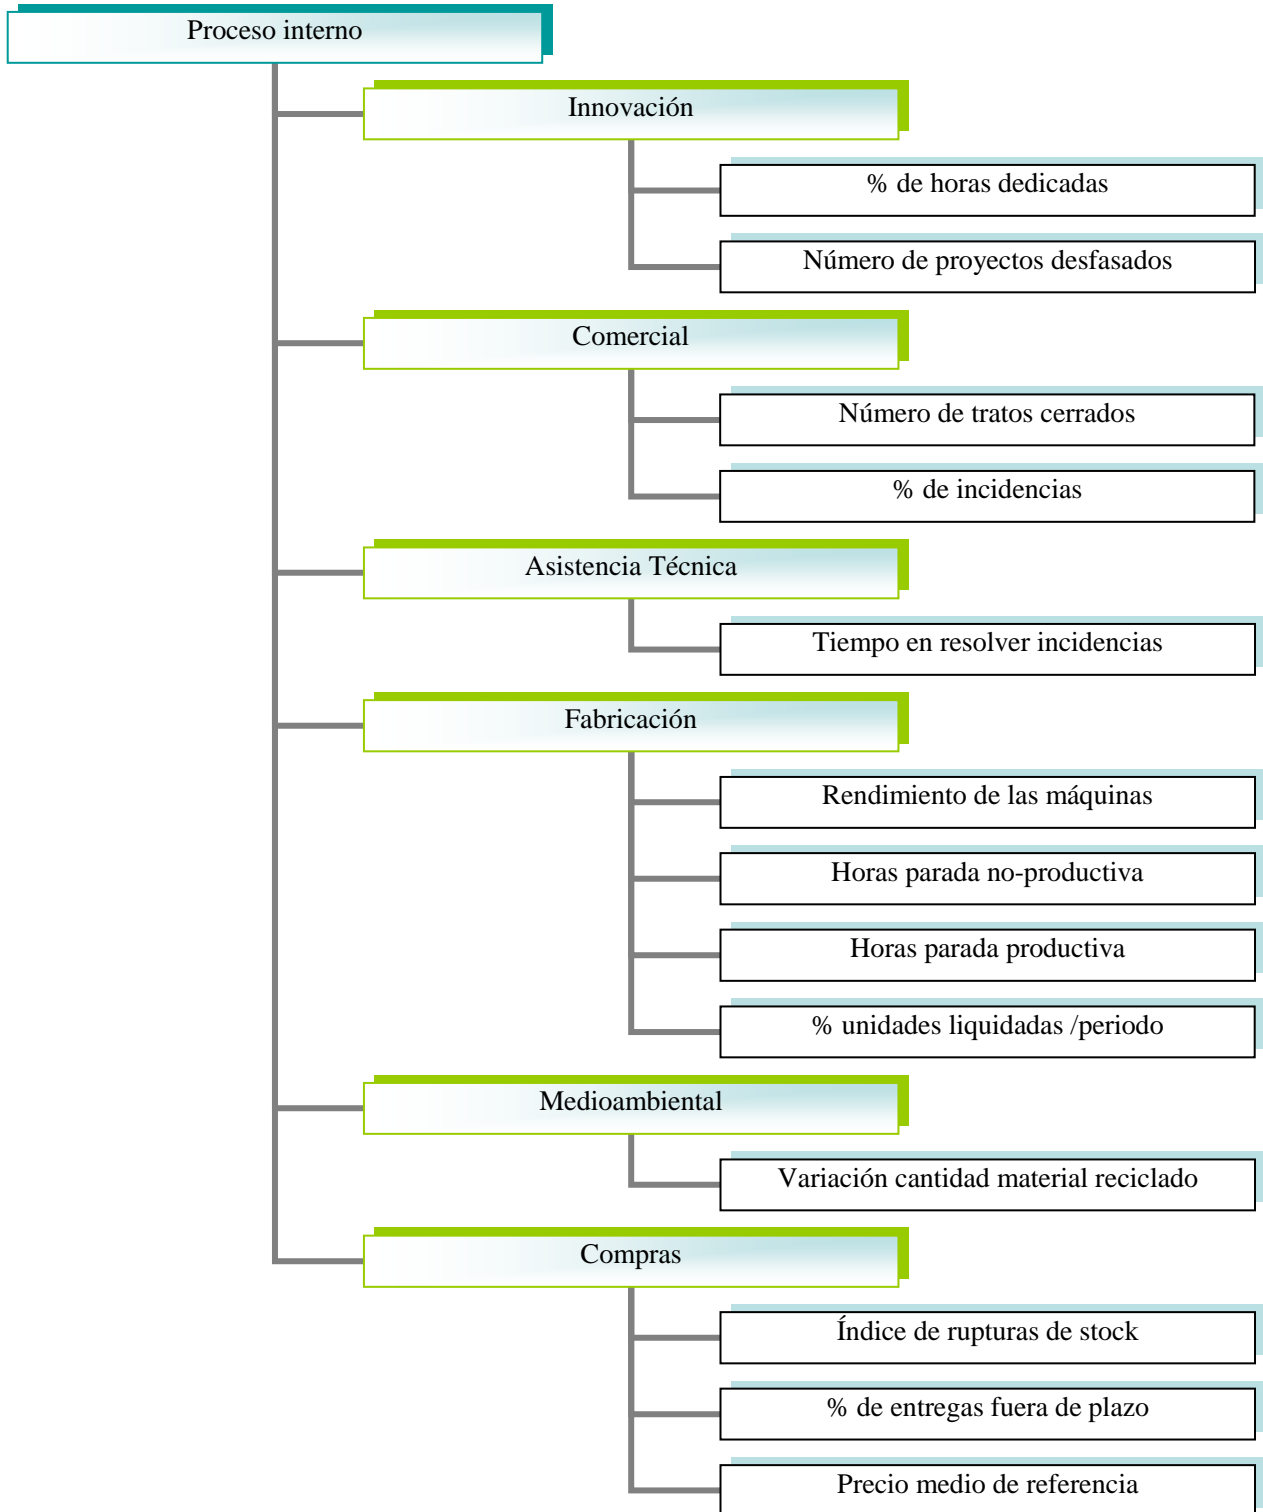 Proceso interno
Innovación
% de horas dedicadas
Número de proyectos desfasados
Comercial
Número de tratos cerrados
% de incidencias
Asistencia Técnica
Tiempo en resolver incidencias
Fabricación
Rendimiento de las máquinas
Horas parada no-productiva
Horas parada productiva
% unidades liquidadas /periodo
Medioambiental
Variación cantidad material reciclado
Compras
Índice de rupturas de stock
% de entregas fuera de plazo
Precio medio de referencia